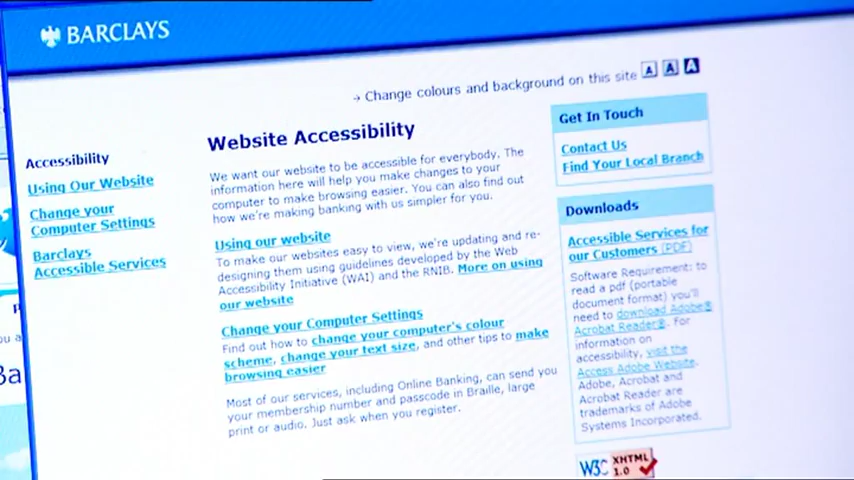 BARCLAYS
→ Change colours and background on this site A A A
Accessibility
Using Our Website
Change your
Computer Settings
Barclays
Accessible Services
Website Accessibility
We want our website to be accessible for everybody. The
information here will help you make changes to your
computer to make browsing easier. You can also find out
how we're making banking with us simpler for you.
Using our website
To make our websites easy to view, we're updating and re-
designing them using guidelines developed by the Web
Accessibility Initiative (WAI) and the RNIB. More on using
our website
Change your Computer Settings
Find out how to change your computer's colour
scheme, change your text size, and other tips to make
browsing easier
Most of our services, including Online Banking, can send you
your membership number and passcode in Braille, large
print or audio. Just ask when you register.
Get In Touch
Contact Us
Find Your Local Branch
Downloads
Accessible Services for
our Customers (PDF)
Software Requirement: to
read a pdf (portable
document format) you'll
need to download Adobe®
Acrobat Reader®. For
information on
accessibility, visit the
Access Adobe Website.
Adobe, Acrobat and
Acrobat Reader are
trademarks of Adobe
Systems Incorporated.
W3C XHTML
1.0